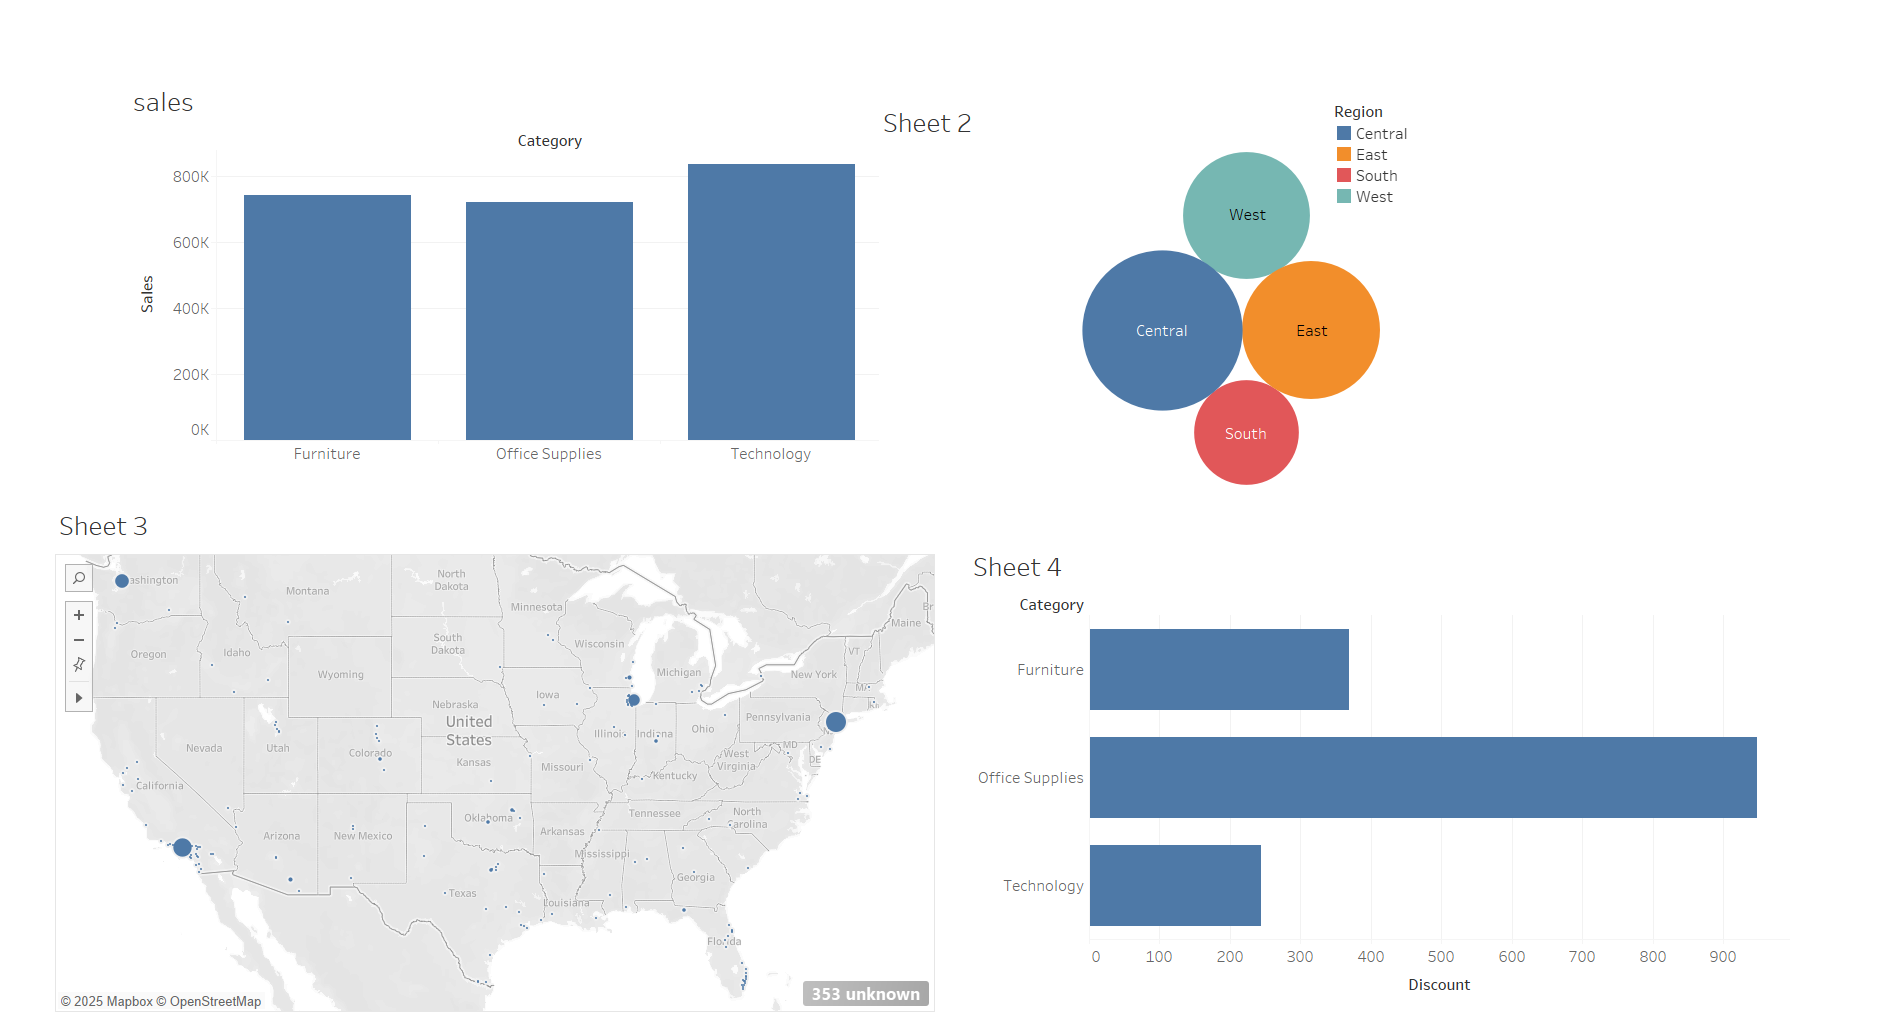 sales
Category
800K
600K
400K
200K
0K
Sales
Furniture
Office Supplies
Technology
Sheet 2
Region
Central
East
South
West
West
Central
East
South
Sheet 3
ashington
Montana
North
Dakota
Minnesota
Wisconsin
Maine
Oregon
Idaho
South
Dakota
VT
Wyoming
Michigan
New York
Iowa
Nebraska
United
States
Pennsylvania
Nevada
Utah
Colorado
Kansas
Illinois
Indiana
Ohio
MD
West
Virginia
DE
California
Missouri
Kentucky
Tennessee
North
Carolina
Arizona
New Mexico
Oklahoma
Arkansas
Mississippi
Georgia
Texas
Louisiana
Florida
353 unknown
© 2025 Mapbox © OpenStreetMap
Sheet 4
Category
Furniture
Office Supplies
Technology
0 100 200 300 400 500 600 700 800 900
Discount